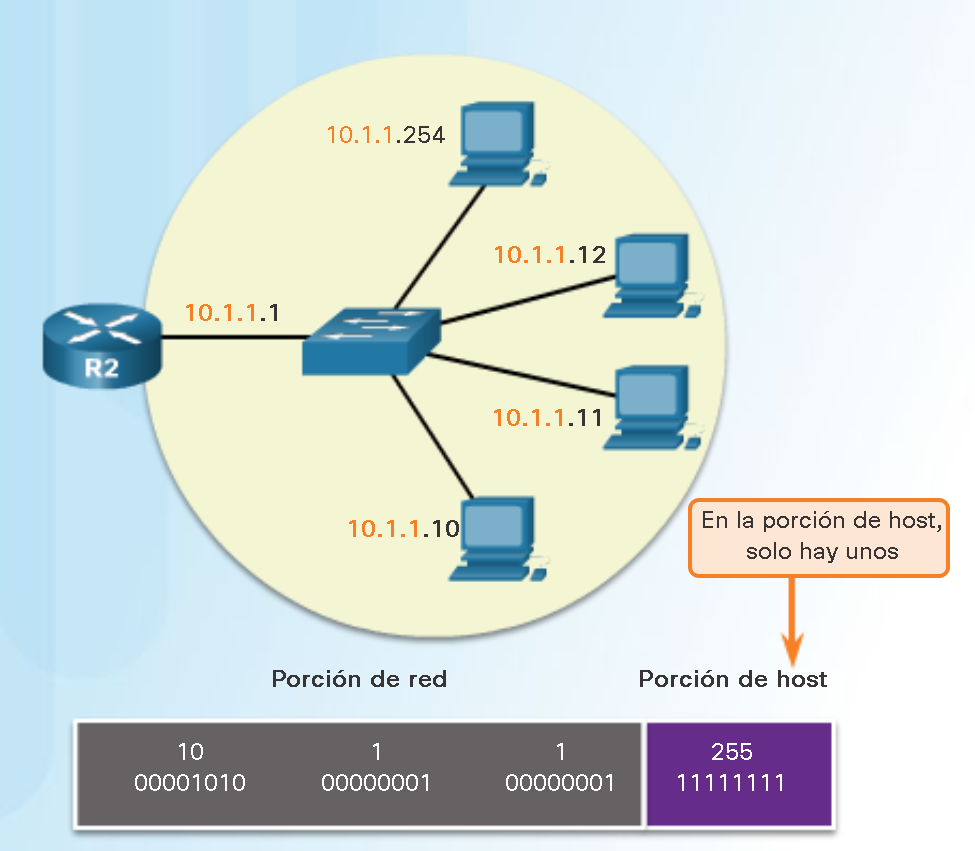 10.1.1.254
10.1.1.12
10.1.1.1
R2
10.1.1.11
10.1.1.10
En la porción de host,
solo hay unos
Porción de red
Porción de host
10 1 1 255
00001010 00000001 00000001 11111111